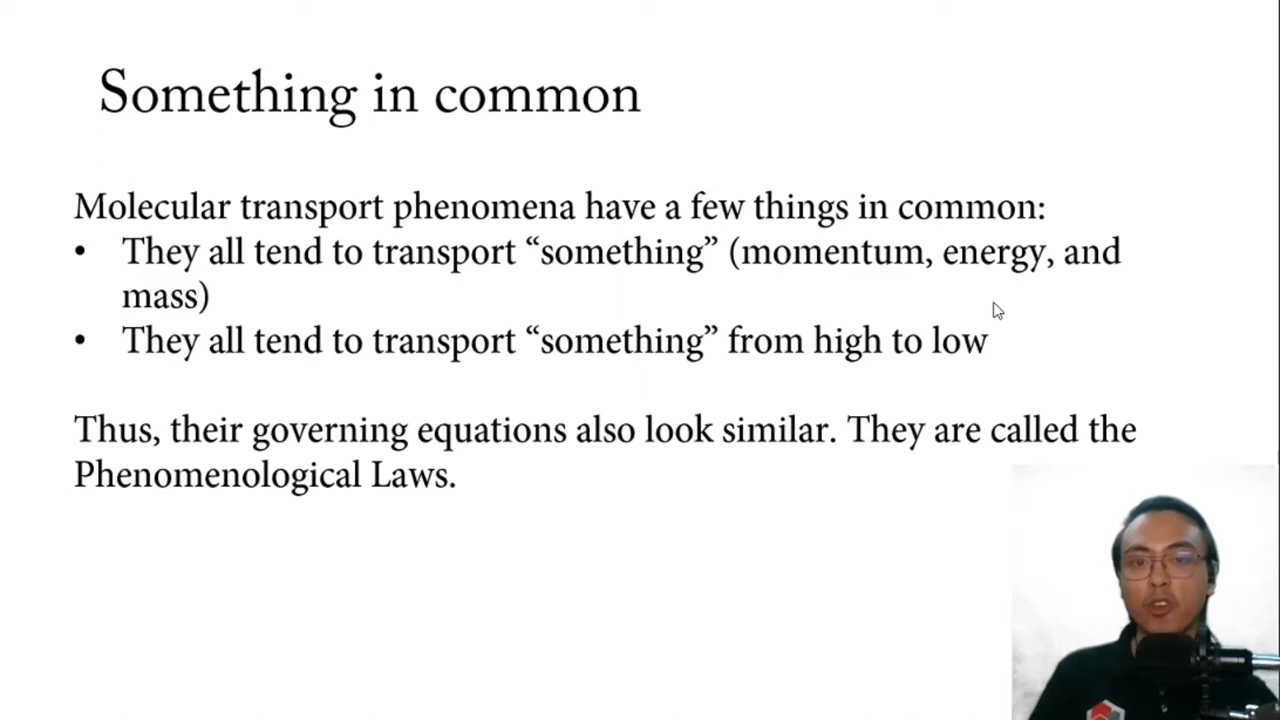 Something in common
Molecular transport phenomena have a few things in common:
• They all tend to transport “something” (momentum, energy, and
mass)
• They all tend to transport “something” from high to low
Thus, their governing equations also look similar. They are called the
Phenomenological Laws.